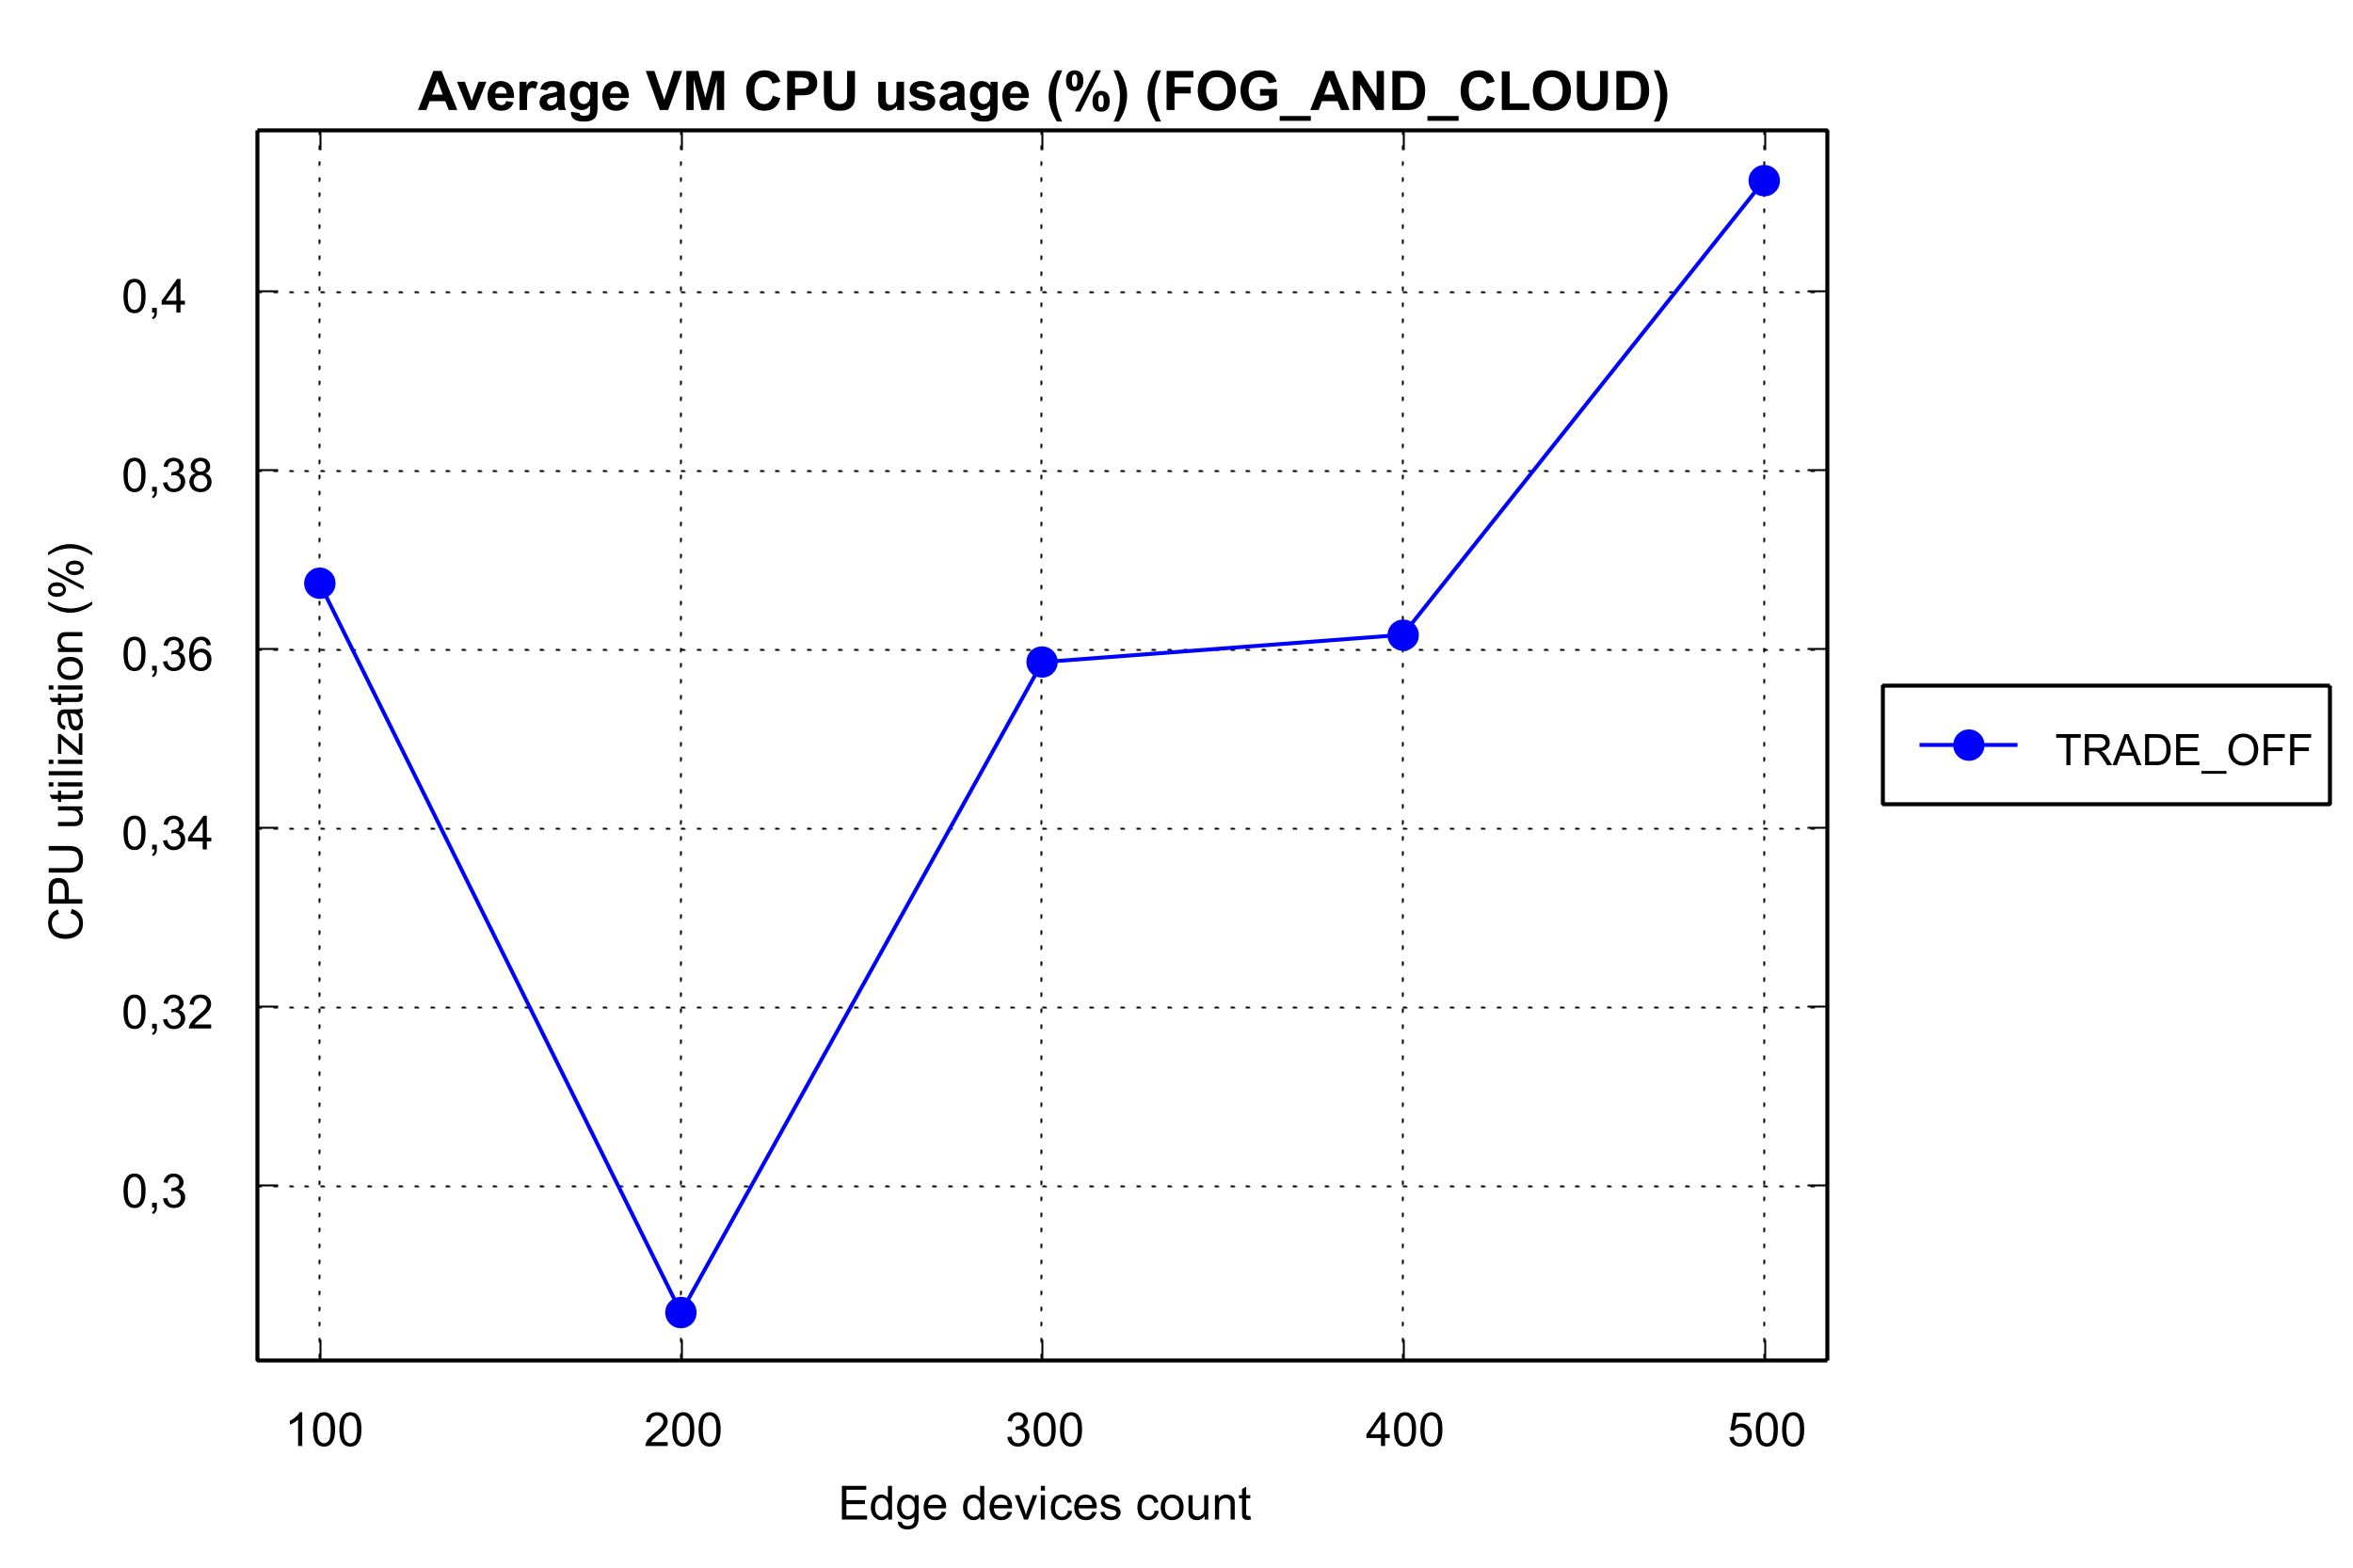 Average VM CPU usage (%) (FOG_AND_CLOUD)
CPU utilization (%)
0,4
0,38
0,36
0,34
0,32
0,3
100 200 300 400 500
Edge devices count
TRADE_OFF